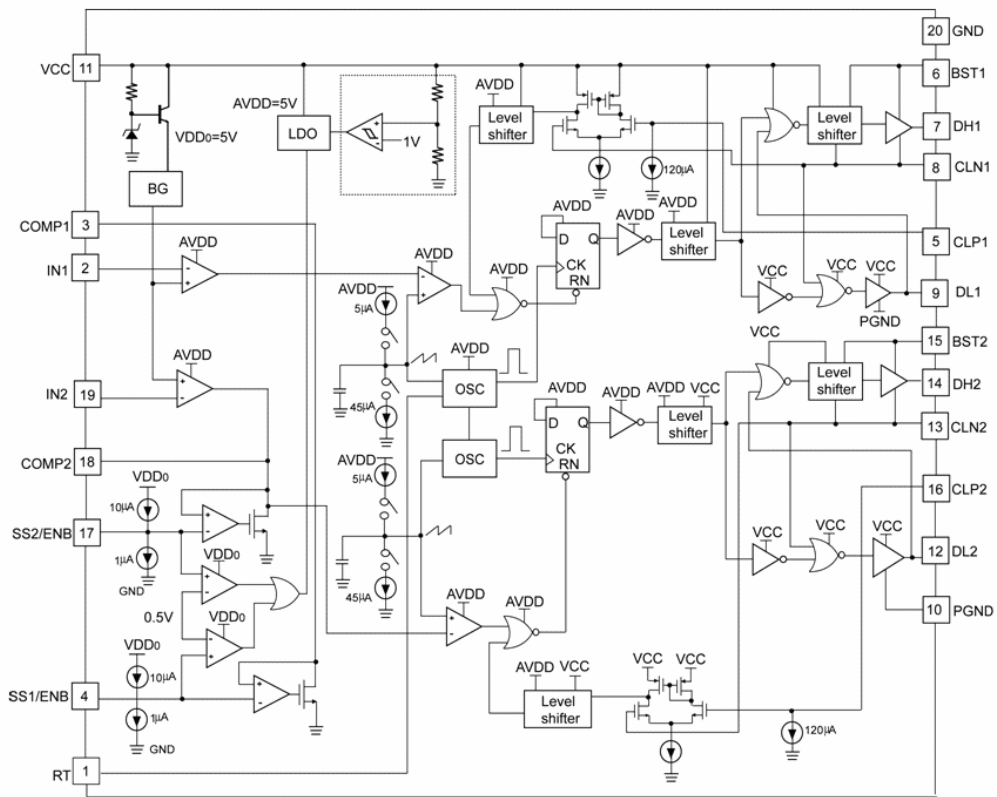 20 GND
VCC 11
6 BST1
AVDD
AVDD=5V
VDD0=5V
LDO
1V
Level shifter
Level shifter
7 DH1
120μA
8 CLN1
BG
COMP1 3
AVDD
AVDD
AVDD
D Q
CK
RN
Level shifter
5 CLP1
IN1 2
AVDD
AVDD
AVDD
AVDD
5μA
VCC
VCC
VCC
9 DL1
PGND
AVDD
VCC
15 BST2
AVDD
OSC
Level shifter
14 DH2
IN2 19
45μA
AVDD
AVDD
AVDD VCC
D Q
CK
RN
Level shifter
13 CLN2
COMP2 18
OSC
AVDD
5μA
16 CLP2
VDD0
10μA
SS2/ENB 17
1μA
GND
VDD0
VCC
VCC
VCC
12 DL2
45μA
0.5V
VDD0
AVDD
AVDD
10 PGND
VDD0
10μA
AVDD VCC
VCC VCC
SS1/ENB 4
Level shifter
1μA
GND
120μA
RT 1